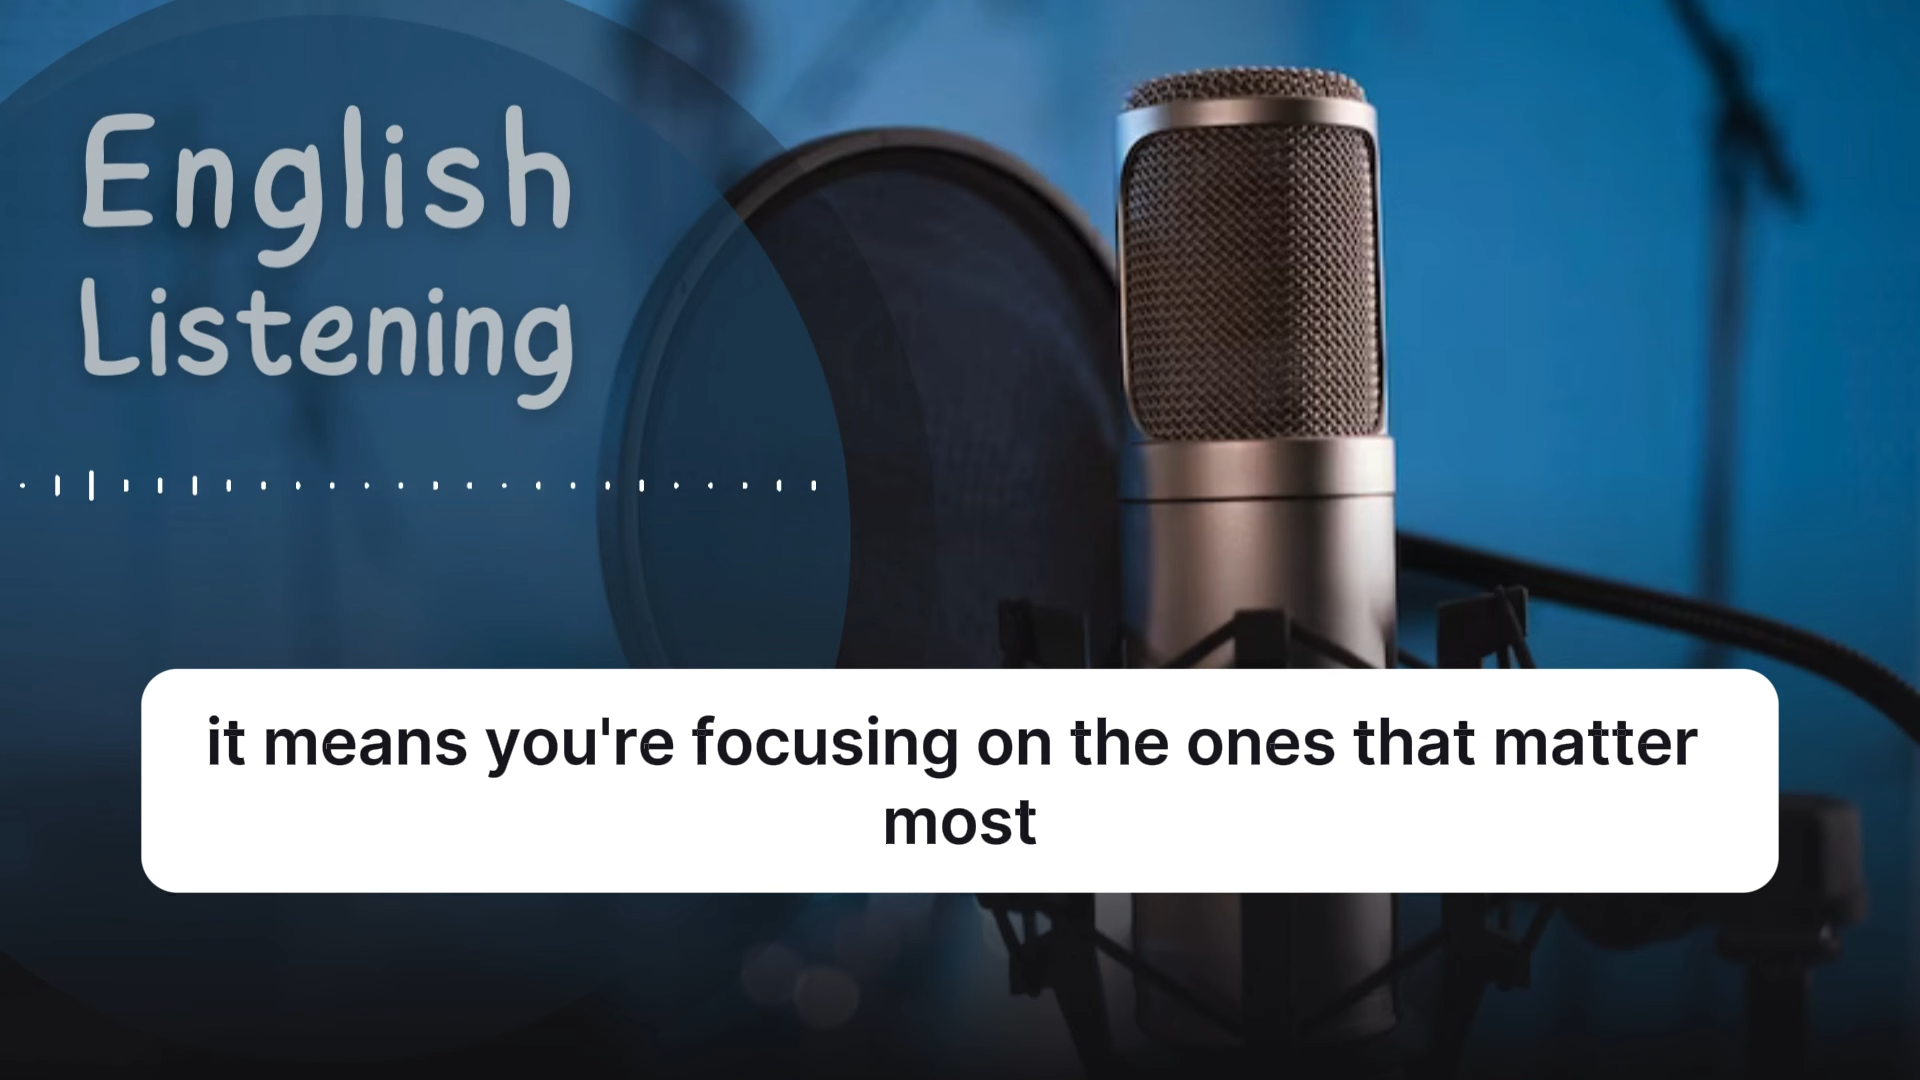 English
Listening
it means you're focusing on the ones that matter
most